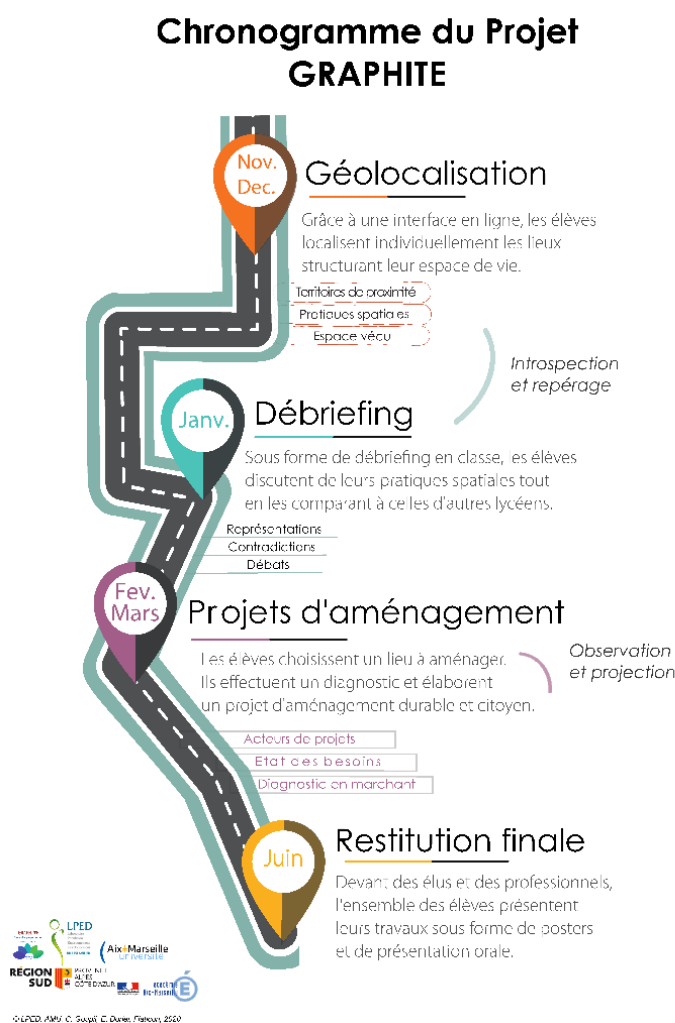 Chronogramme du Projet
GRAPHITE
Nov.
Dec.
Géolocalisation
Grâce à une interface en ligne, les élèves
localisent individuellement les lieux
structurant leur espace de vie.
Territoires de proximité
Pratiques spatiales
Espace vécu
Introspection
et repérage
Janv.
Débriefing
Sous forme de débriefing en classe, les élèves
discutent de leurs pratiques spatiales tout
en les comparant à celles d'autres lycéens.
Représentations
Contradictions
Débats
Fev.
Mars
Projets d'aménagement
Les élèves choisissent un lieu à aménager.
Ils effectuent un diagnostic et élaborent
un projet d'aménagement durable et citoyen.
Observation
et projection
Acteurs de projets
Etat des besoins
Diagnostic en marchant
Juin
Restitution finale
Devant des élus et des professionnels,
l'ensemble des élèves présentent
leurs travaux sous forme de posters
et de présentation orale.
LPED
Aix+Marseille
université
REGION
SUD
PROVENCE
ALPES
CÔTE D'AZUR
© LPED, AMU, C. Goupil, E. Dorier, 2020